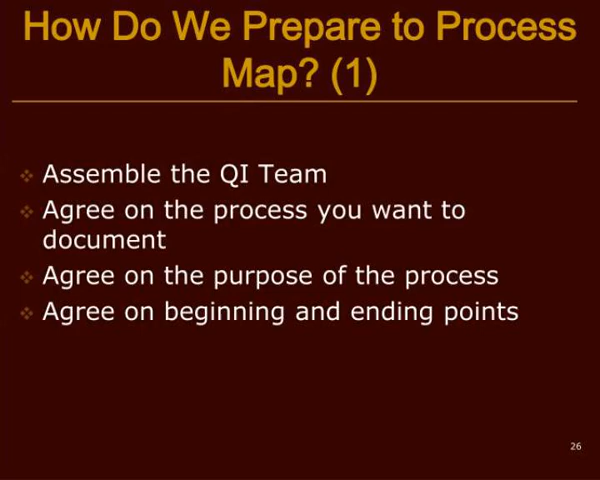 How Do We Prepare to Process
Map? (1)
Assemble the QI Team
Agree on the process you want to
document
Agree on the purpose of the process
Agree on beginning and ending points
26